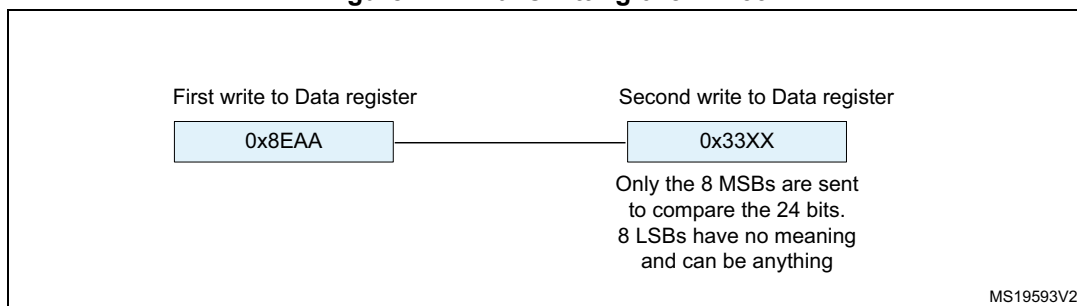 First write to Data register
Second write to Data register
0x8EAA
0x33XX
Only the 8 MSBs are sent
to compare the 24 bits.
8 LSBs have no meaning
and can be anything
MS19593V2